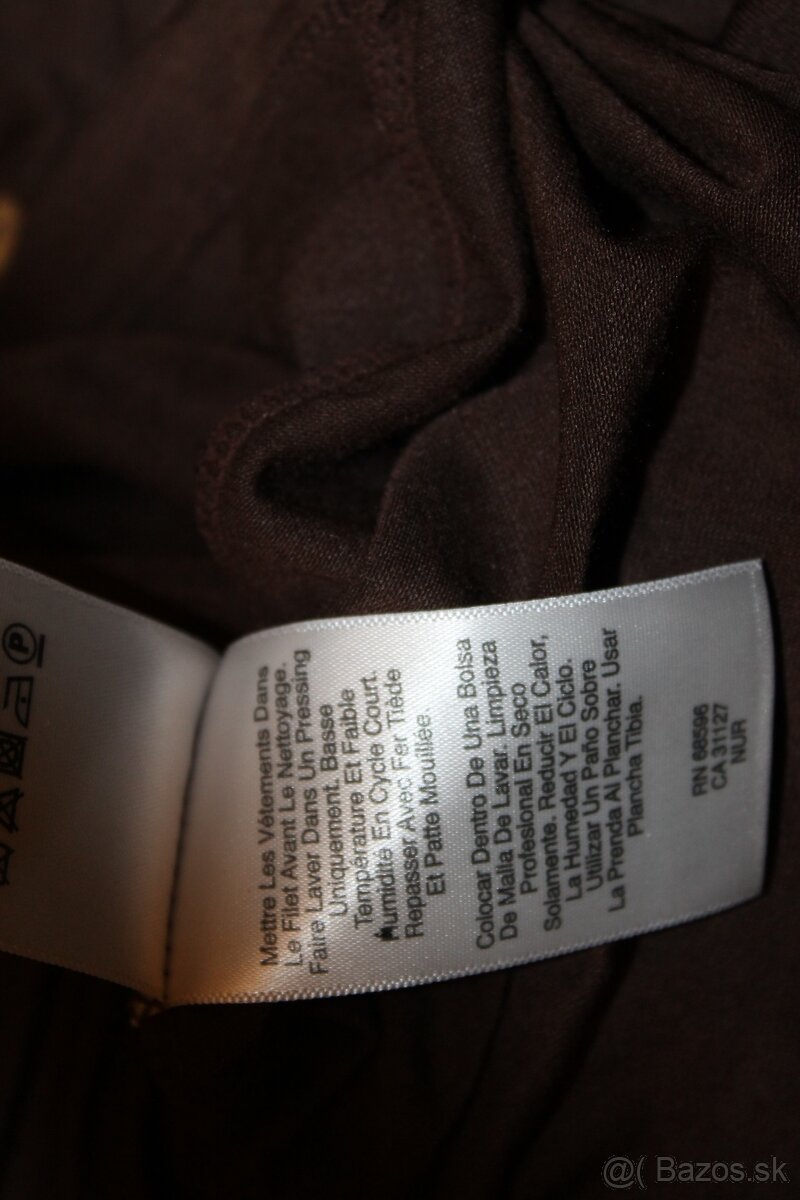 Mettre Les Vêtements Dans
Le Filet Avant Le Nettoyage.
Faire Laver Dans Un Pressing
Uniquement. Basse
Température Et Faible
Humidité En Cycle Court.
Repasser Avec Fer Tiède
Et Patte Mouillée.
Colocar Dentro De Una Bolsa
De Malla De Lavar. Limpieza
Profesional En Seco
Solamente. Reducir El Calor,
La Humedad Y El Ciclo.
Utilizar Un Paño Sobre
La Prenda Al Planchar. Usar
Plancha Tibia.
RN 68596
CA 31127
NUR
P
@( Bazos.sk